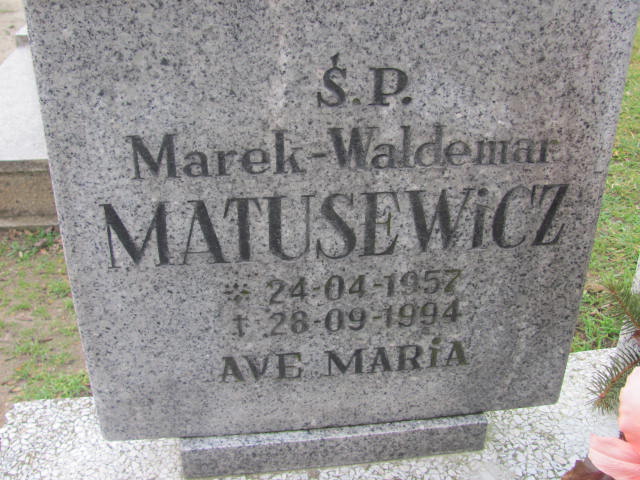 Ś.P.
Marek-Waldemar
MATUSEWiCZ
* 24-04-1957
† 28-09-1994
AVE MARiA